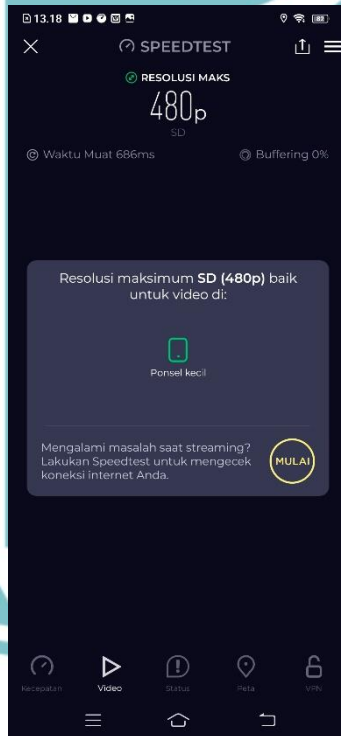 13.18
SPEEDTEST
RESOLUSI MAKS
480p
SD
Waktu Muat 686ms
Buffering 0%
Resolusi maksimum SD (480p) baik
untuk video di:
Ponsel kecil
Mengalami masalah saat streaming?
Lakukan Speedtest untuk mengecek
koneksi internet Anda.
MULAI
Kecepatan
Video
Status
Peta
VPN